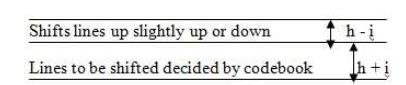 Shifts lines up slightly up or down h - i
Lines to be shifted decided by codebook h + i